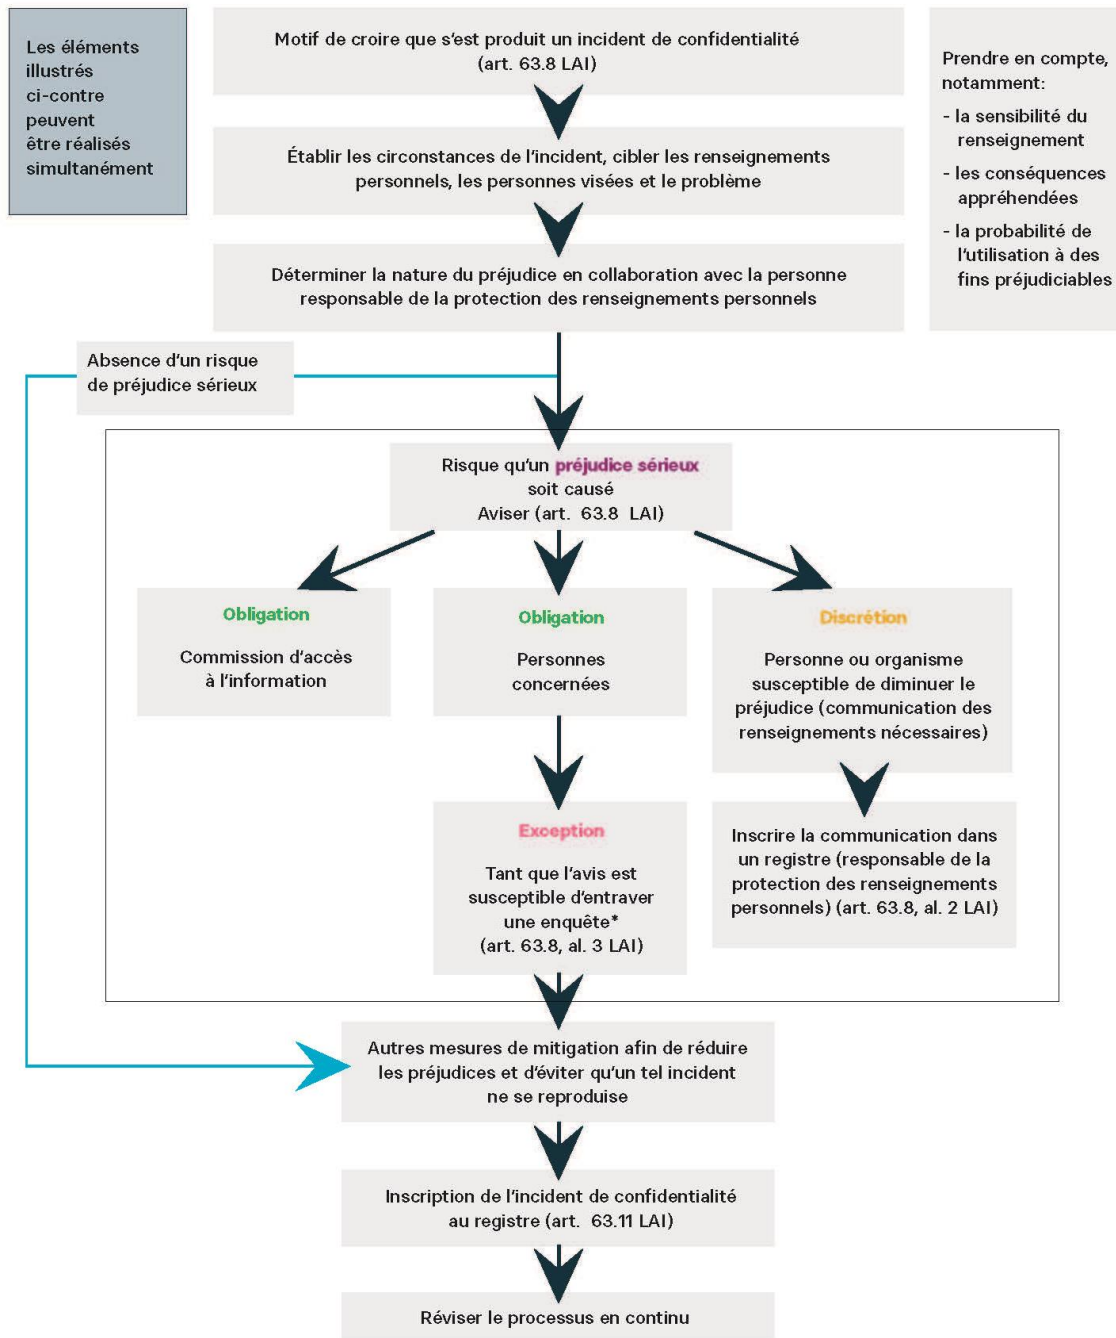 Les éléments
illustrés
ci-contre
peuvent
être réalisés
simultanément
Motif de croire que s'est produit un incident de confidentialité
(art. 63.8 LAI)
Prendre en compte,
notamment:
- la sensibilité du
renseignement
- les conséquences
appréhendées
- la probabilité de
l'utilisation à des
fins préjudiciables
Établir les circonstances de l'incident, cibler les renseignements
personnels, les personnes visées et le problème
Déterminer la nature du préjudice en collaboration avec la personne
responsable de la protection des renseignements personnels
Absence d'un risque
de préjudice sérieux
Risque qu'un préjudice sérieux
soit causé
Aviser (art. 63.8 LAI)
Obligation
Commission d'accès
à l'information
Obligation
Personnes
concernées
Discrétion
Personne ou organisme
susceptible de diminuer le
préjudice (communication des
renseignements nécessaires)
Exception
Tant que l'avis est
susceptible d'entraver
une enquête*
(art. 63.8, al. 3 LAI)
Inscrire la communication dans
un registre (responsable de la
protection des renseignements
personnels) (art. 63.8, al. 2 LAI)
Autres mesures de mitigation afin de réduire
les préjudices et d'éviter qu'un tel incident
ne se reproduise
Inscription de l'incident de confidentialité
au registre (art. 63.11 LAI)
Réviser le processus en continu